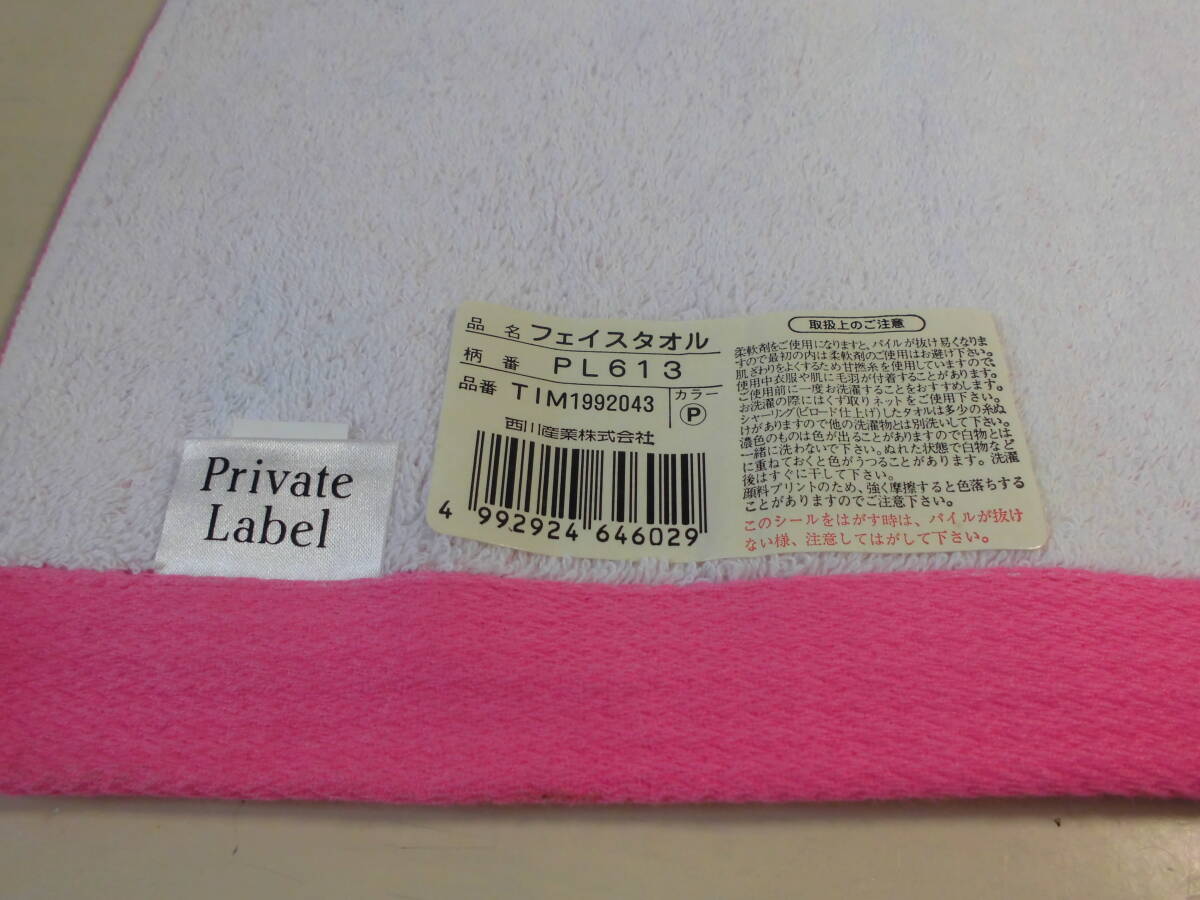 Private
Label
品名 フェイスタオル
柄番 PL613
品番 TIM1992043
カラー
P
西川産業株式会社
4 992924 646029
取扱上のご注意
柔軟剤をご使用になりますと、パイルが抜け易くなりま
すので最初の内は柔軟剤のご使用はお避け下さい。
肌ざわりをよくするため甘撚糸を使用していますので、
使用中衣服や肌に毛羽が付着することがあります。
ご使用前に一度お洗濯することをおすすめします。
お洗濯の際にはくず取りネットをご使用下さい。
シャーリング(ビロード仕上げ)したタオルは多少の糸ぬ
けがありますので他の洗濯物とは別洗いして下さい。
濃色のものは色が出ることがありますので白物とは
一緒に洗わないで下さい。ぬれた状態で白物など
に重ねておくと色がうつることがあります。洗濯
後はすぐに干して下さい。
顔料プリントのため、強く摩擦すると色落ちする
ことがありますのでご注意下さい。
このシールをはがす時は、パイルが抜け
ない様、注意してはがして下さい。